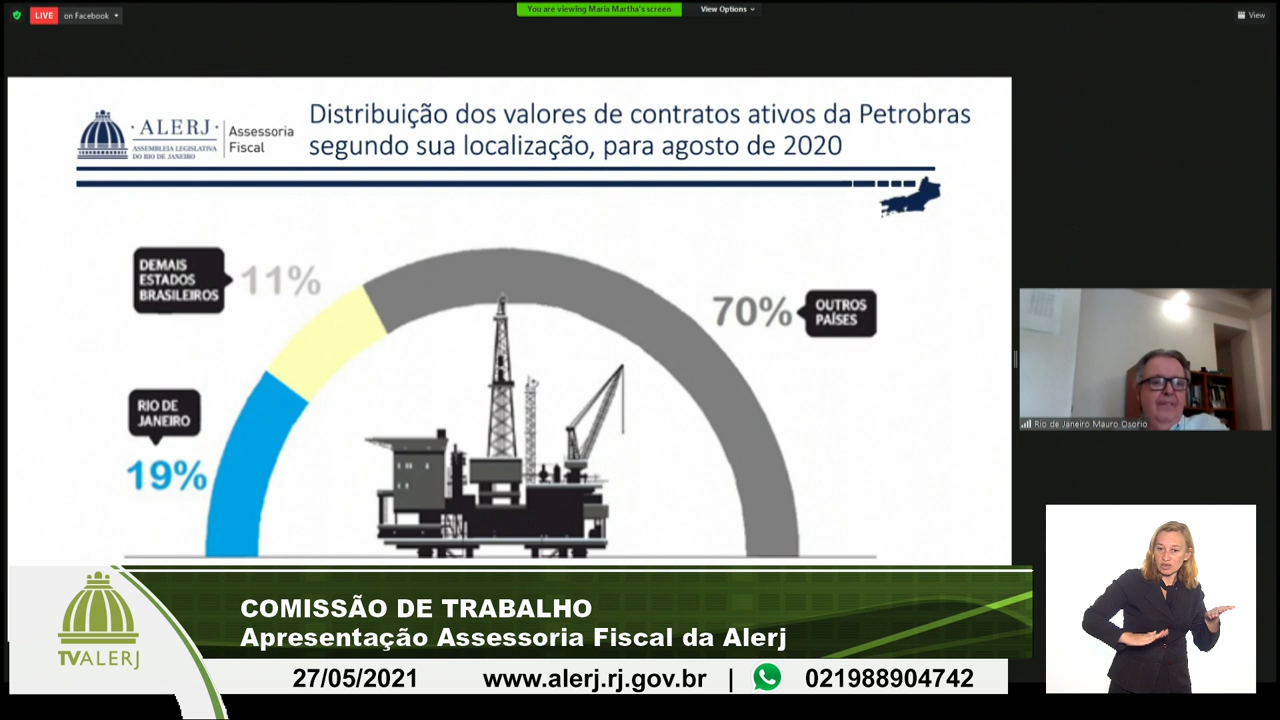 LIVE on Facebook
You are viewing Maria Martha's screen
View Options
View
·ALERJ·
ASSEMBLEIA LEGISLATIVA
DO RIO DE JANEIRO
Assessoria
Fiscal
Distribuição dos valores de contratos ativos da Petrobras
segundo sua localização, para agosto de 2020
DEMAIS
ESTADOS
BRASILEIROS
11%
70%
OUTROS
PAÍSES
RIO DE
JANEIRO
19%
Rio de Janeiro Mauro Osorio
TVALERJ
COMISSÃO DE TRABALHO
Apresentação Assessoria Fiscal da Alerj
27/05/2021 www.alerj.rj.gov.br | 021988904742